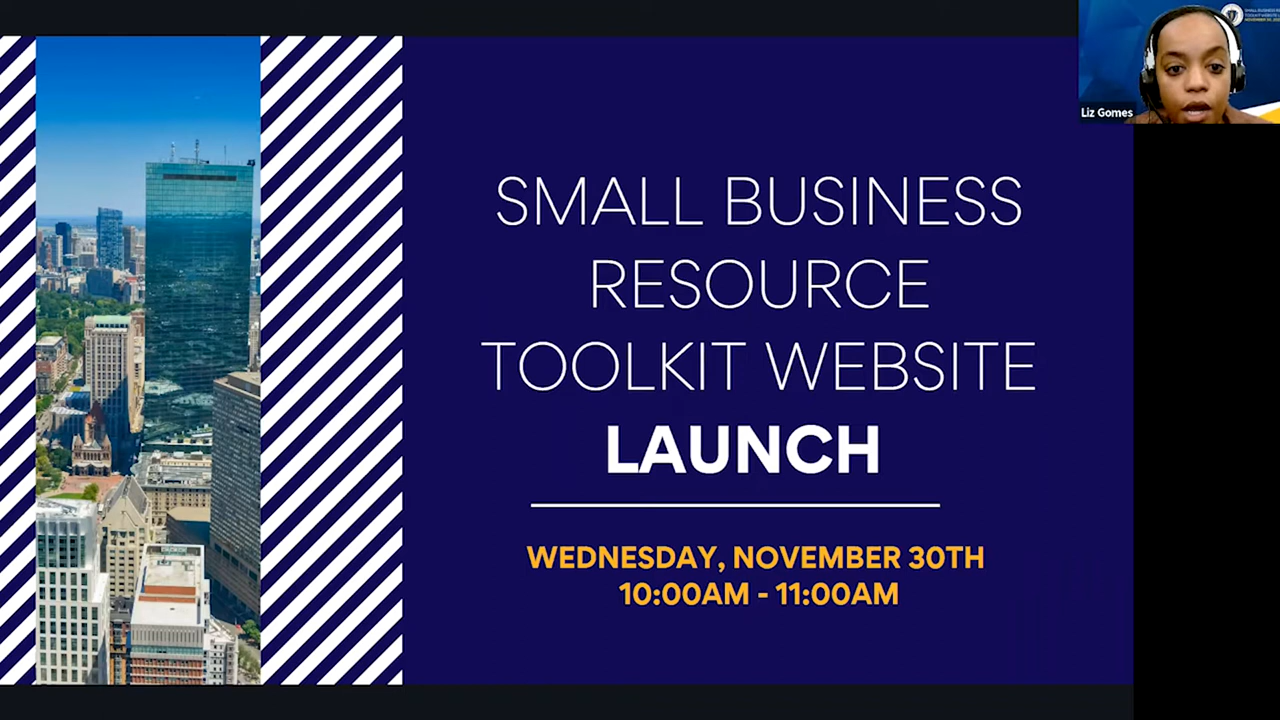 SMALL BUSINESS
RESOURCE
TOOLKIT WEBSITE
LAUNCH
WEDNESDAY, NOVEMBER 30TH
10:00AM - 11:00AM
Liz Gomes